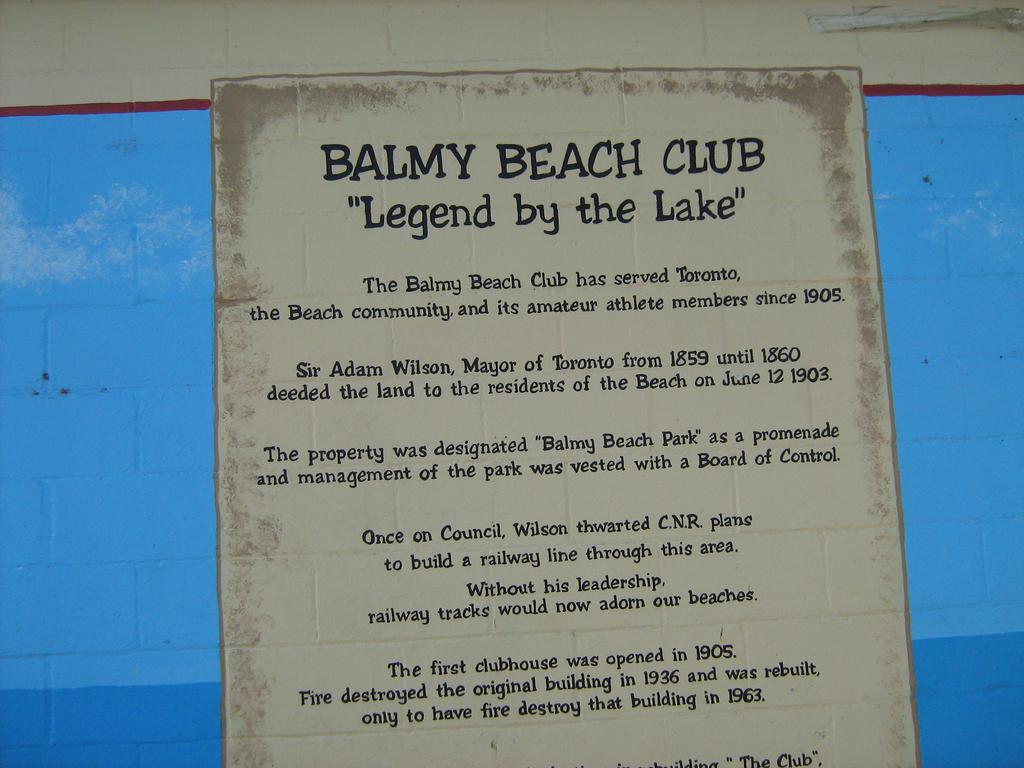 BALMY BEACH CLUB
"Legend by the Lake"
The Balmy Beach Club has served Toronto,
the Beach community, and its amateur athlete members since 1905.
Sir Adam Wilson, Mayor of Toronto from 1859 until 1860
deeded the land to the residents of the Beach on June 12 1903.
The property was designated "Balmy Beach Park" as a promenade
and management of the park was vested with a Board of Control.
Once on Council, Wilson thwarted C.N.R. plans
to build a railway line through this area.
Without his leadership,
railway tracks would now adorn our beaches.
The first clubhouse was opened in 1905.
Fire destroyed the original building in 1936 and was rebuilt,
only to have fire destroy that building in 1963.
" The Club",